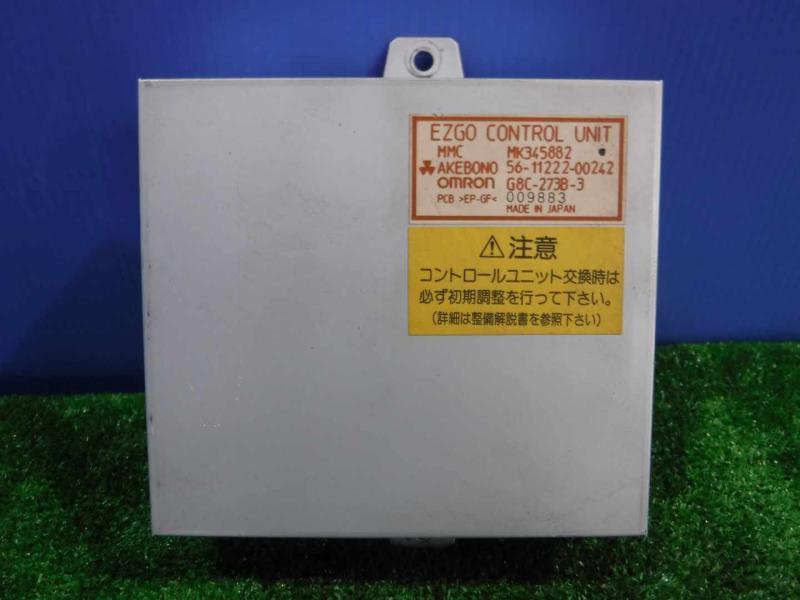 EZGO CONTROL UNIT
MMC MK345882
AKEBONO 56-11222-00242
OMRON G8C-273B-3
PCB >EP-GF< 009883
MADE IN JAPAN
注意
コントロールユニット交換時は
必ず初期調整を行って下さい。
(詳細は整備解説書を参照下さい)